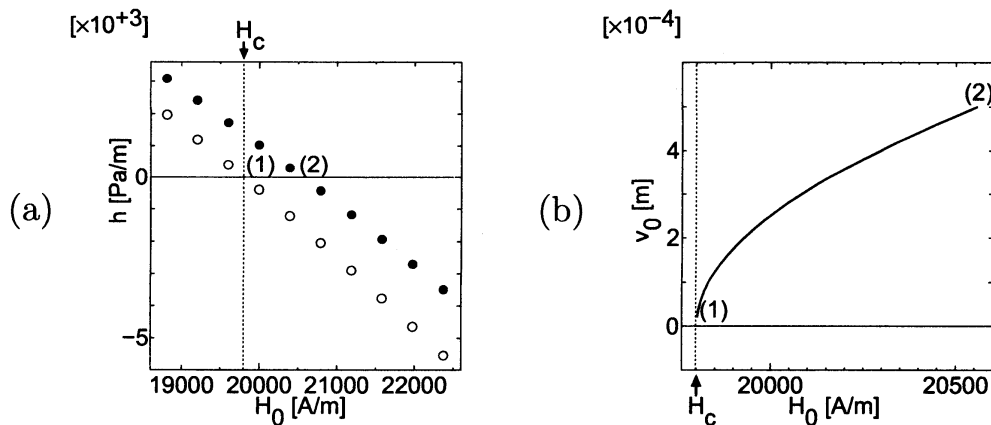 (a)
[×10+3]
Hc
h [Pa/m]
0
−5
(1)
(2)
19000 20000 21000 22000
H0 [A/m]
(b)
[×10−4]
v0 [m]
4
2
0
(1)
(2)
20000 20500
Hc
H0 [A/m]